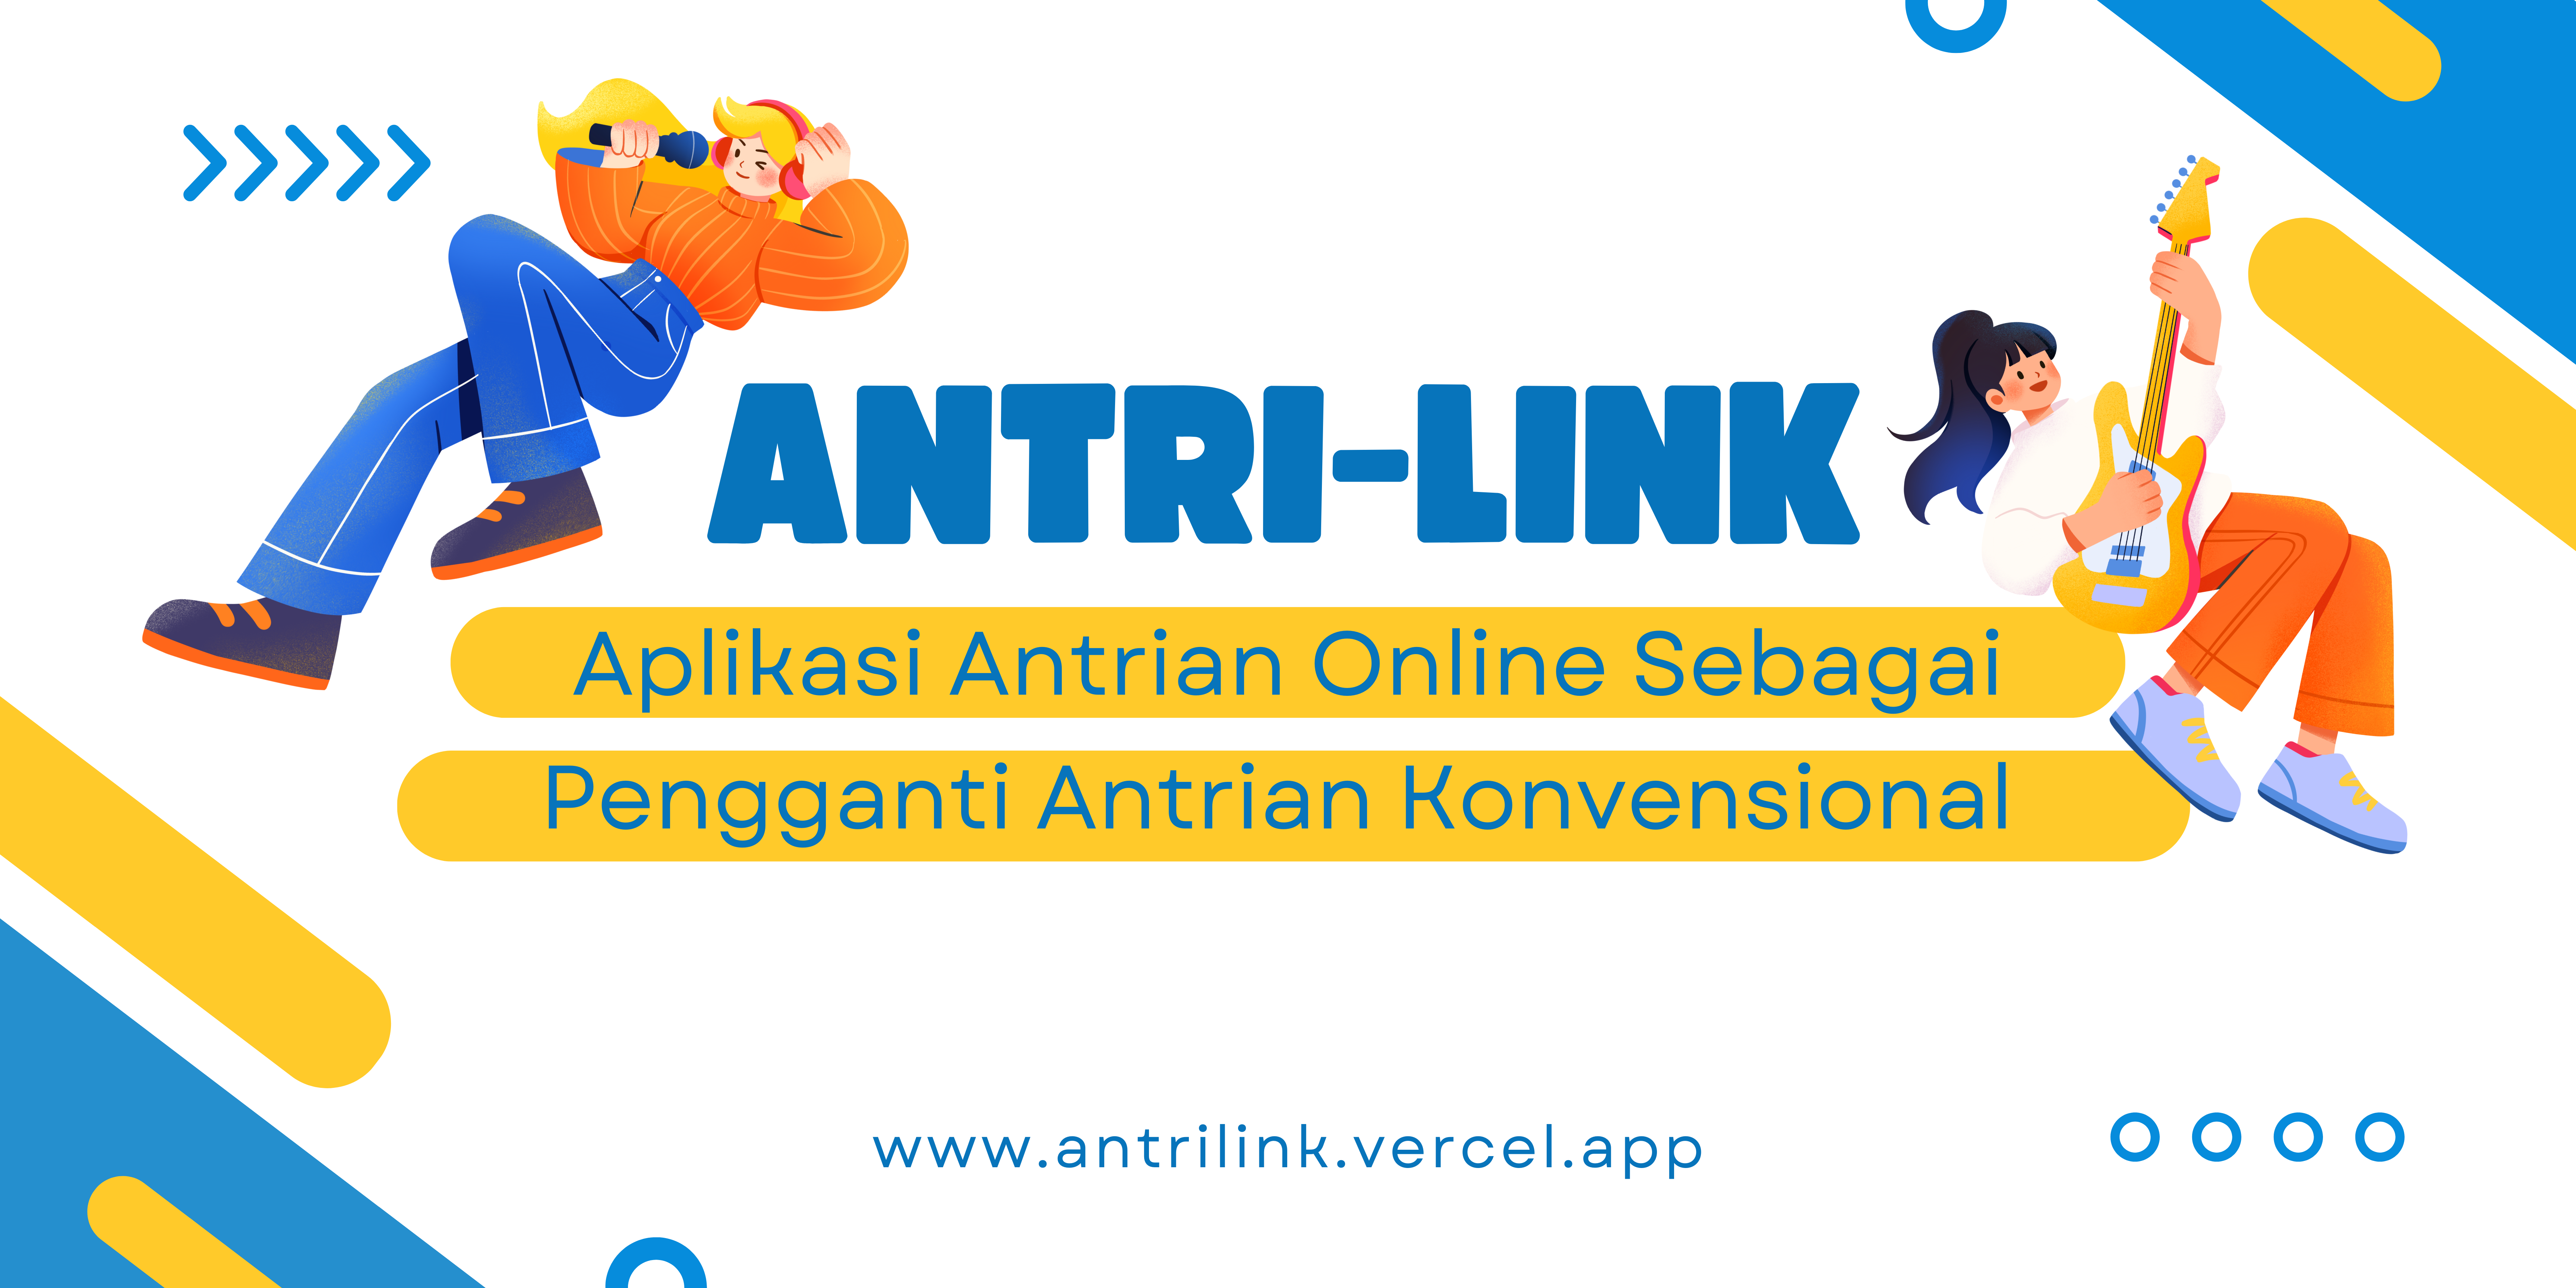 ANTRI-LINK
Aplikasi Antrian Online Sebagai
Pengganti Antrian Konvensional
www.antrilink.vercel.app